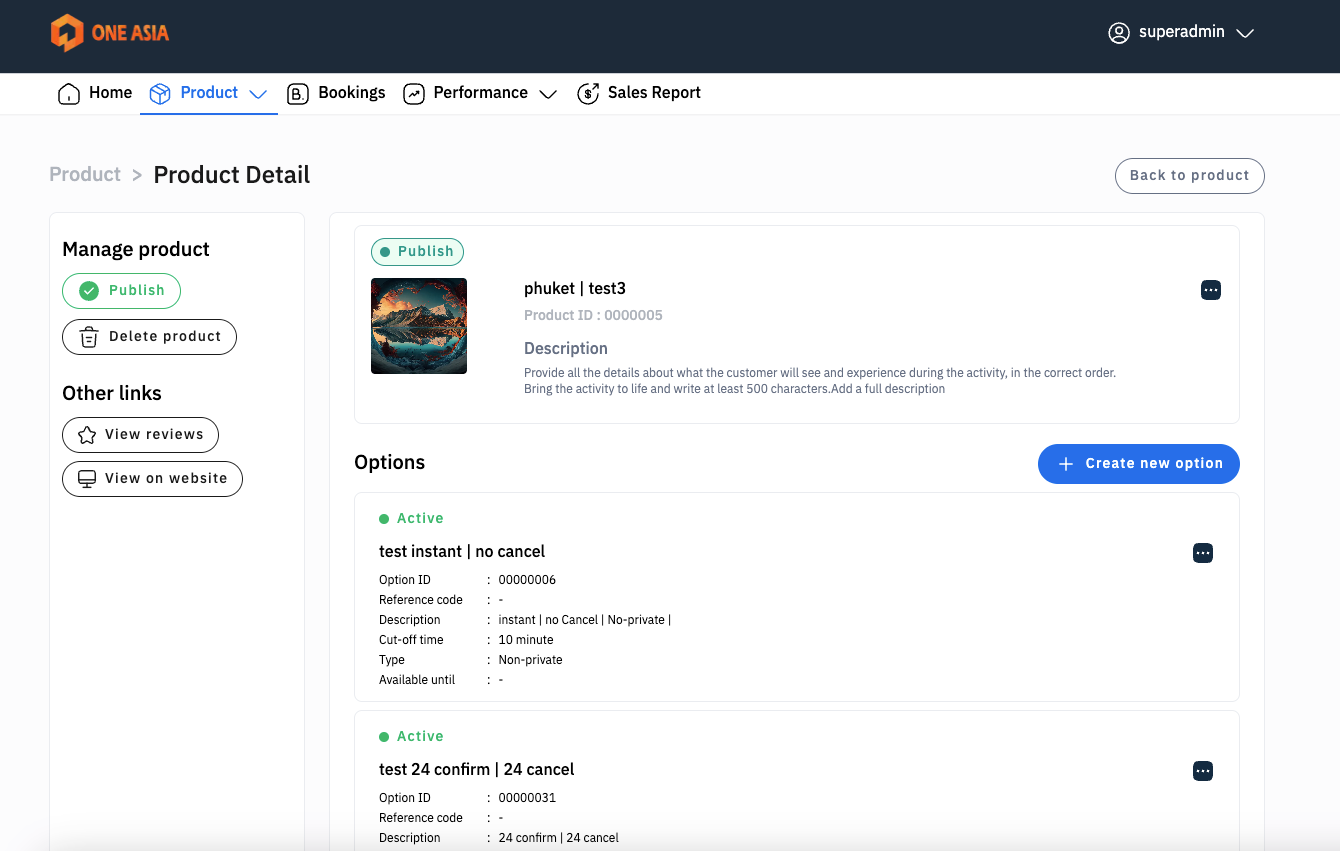 ONE ASIA
superadmin
Home Product Bookings Performance Sales Report
Product > Product Detail
Back to product
Manage product
Publish
Delete product
Other links
View reviews
View on website
Publish
phuket | test3
Product ID : 0000005
Description
Provide all the details about what the customer will see and experience during the activity, in the correct order.
Bring the activity to life and write at least 500 characters.Add a full description
Options
Create new option
Active
test instant | no cancel
Option ID : 00000006
Reference code : -
Description : instant | no Cancel | No-private |
Cut-off time : 10 minute
Type : Non-private
Available until : -
Active
test 24 confirm | 24 cancel
Option ID : 00000031
Reference code : -
Description : 24 confirm | 24 cancel